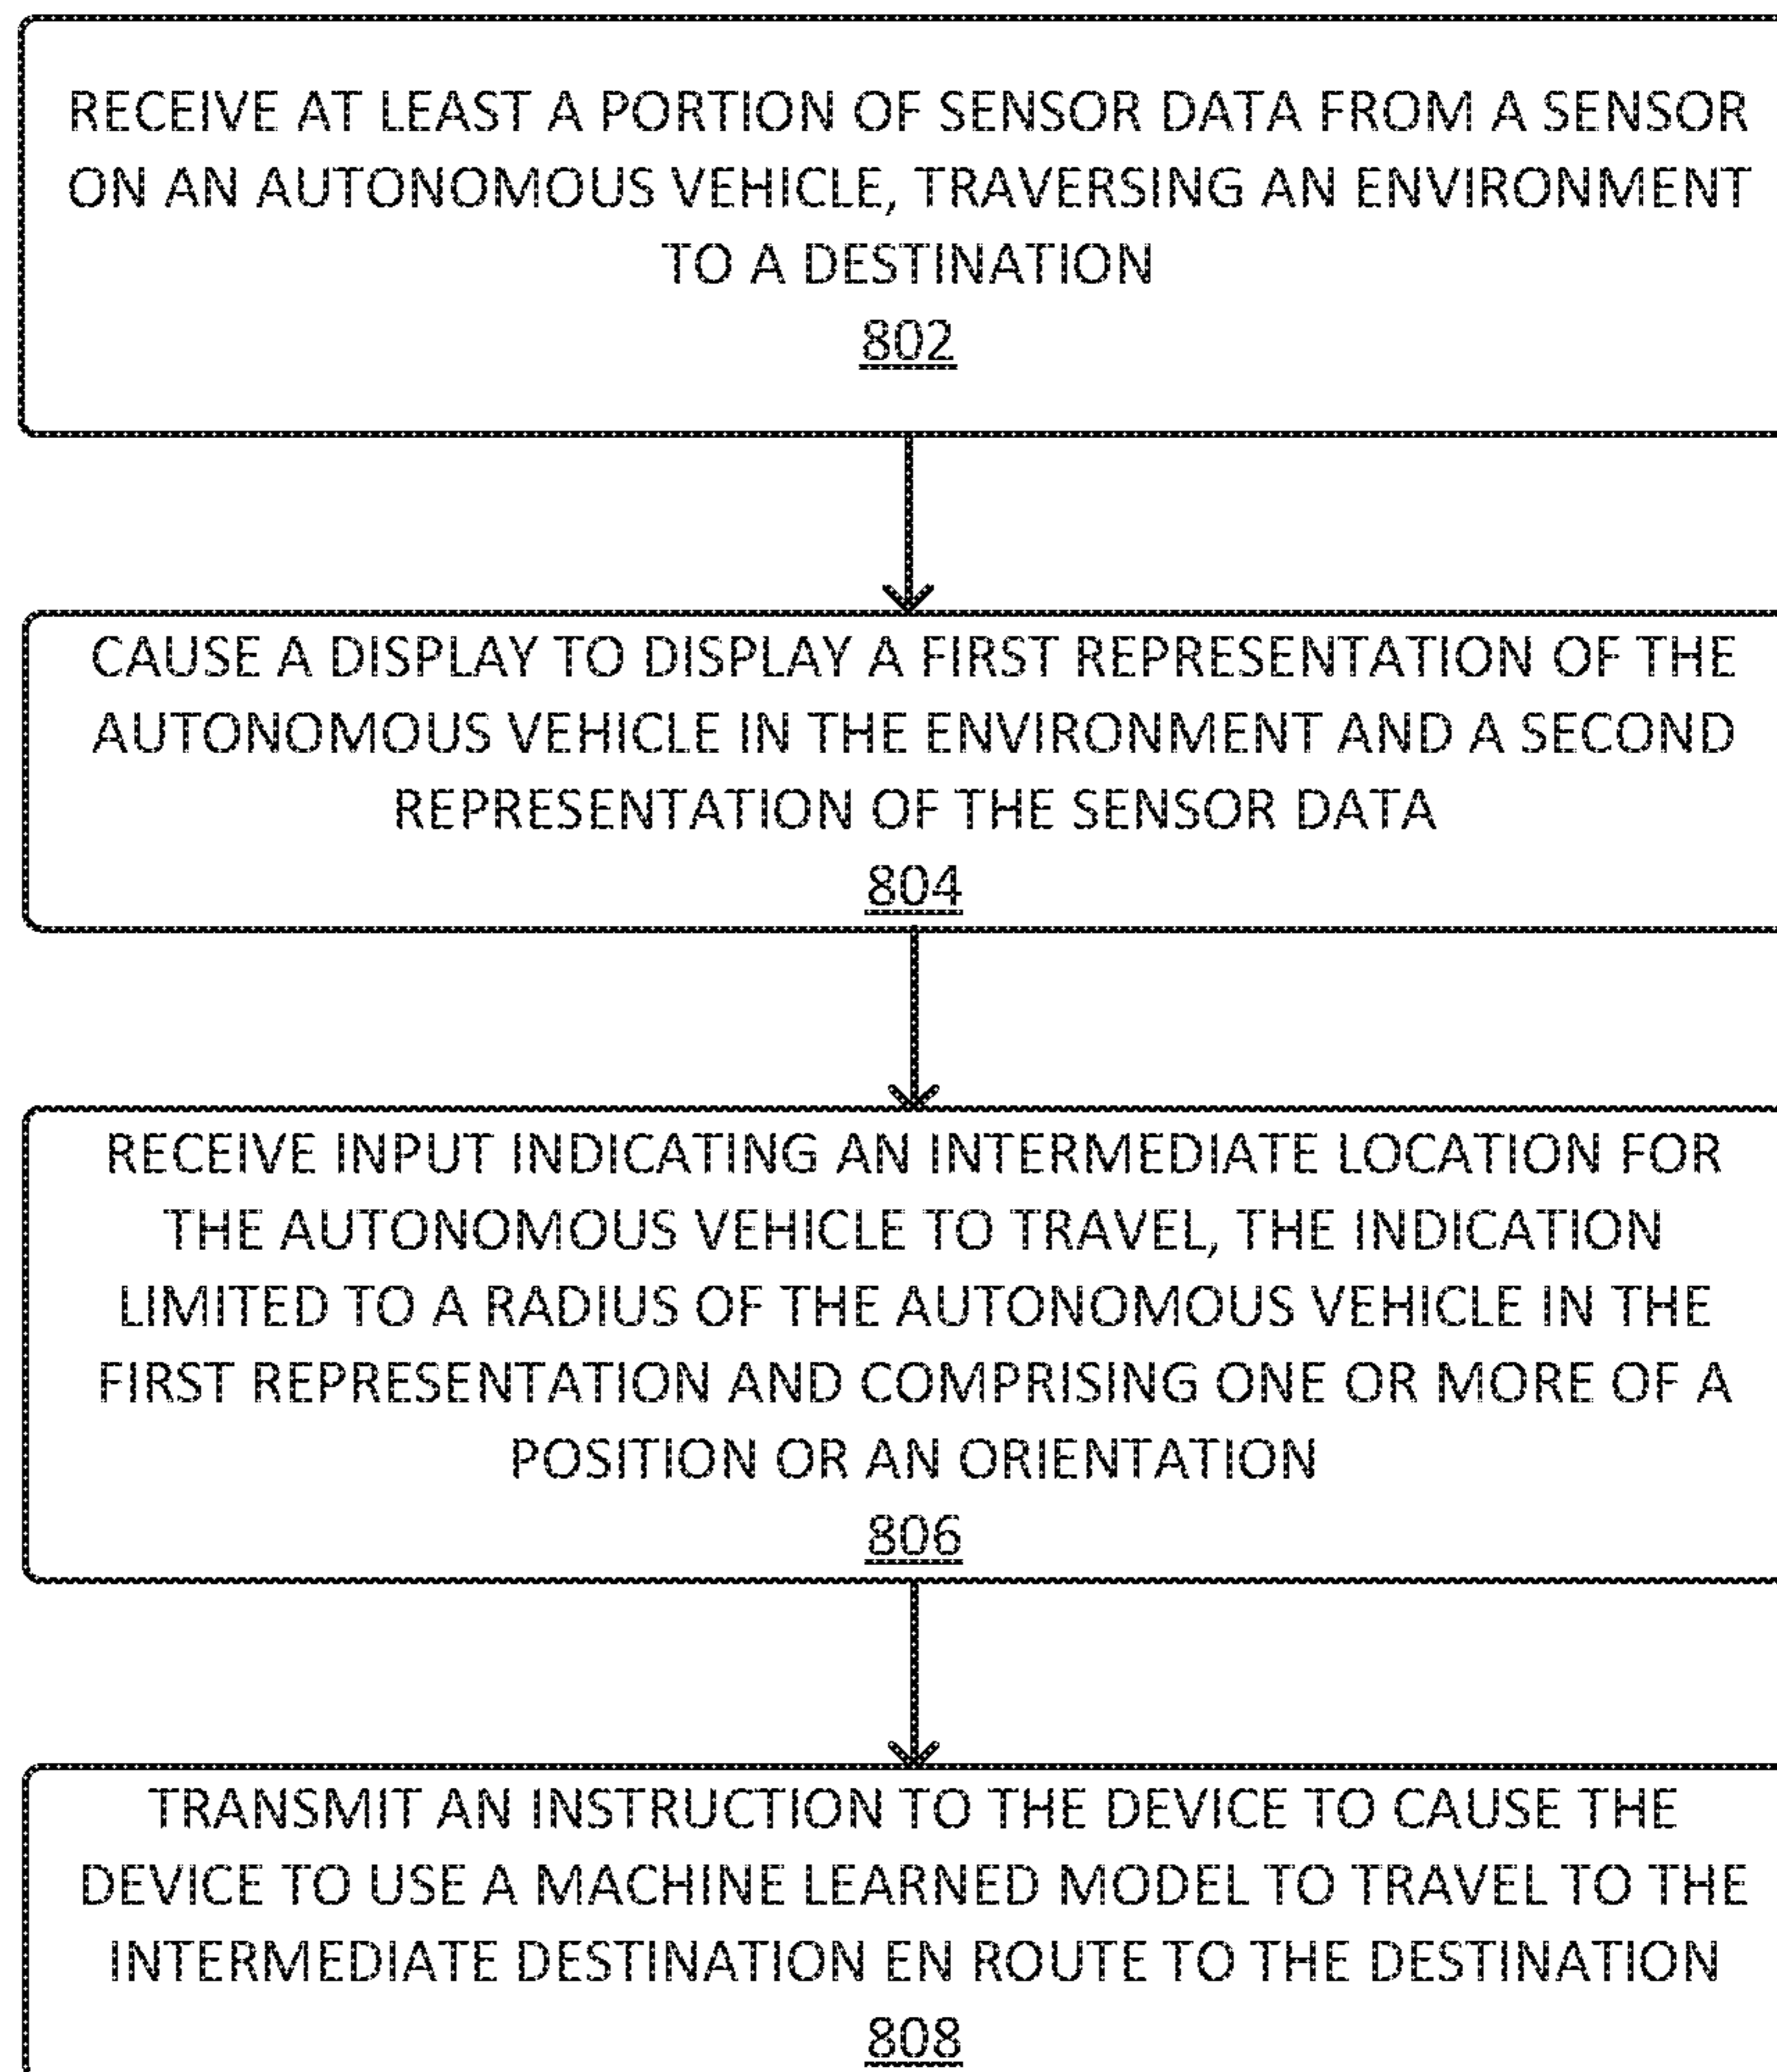 RECEIVE AT LEAST A PORTION OF SENSOR DATA FROM A SENSOR
ON AN AUTONOMOUS VEHICLE, TRAVERSING AN ENVIRONMENT
TO A DESTINATION
802
CAUSE A DISPLAY TO DISPLAY A FIRST REPRESENTATION OF THE
AUTONOMOUS VEHICLE IN THE ENVIRONMENT AND A SECOND
REPRESENTATION OF THE SENSOR DATA
804
RECEIVE INPUT INDICATING AN INTERMEDIATE LOCATION FOR
THE AUTONOMOUS VEHICLE TO TRAVEL, THE INDICATION
LIMITED TO A RADIUS OF THE AUTONOMOUS VEHICLE IN THE
FIRST REPRESENTATION AND COMPRISING ONE OR MORE OF A
POSITION OR AN ORIENTATION
806
TRANSMIT AN INSTRUCTION TO THE DEVICE TO CAUSE THE
DEVICE TO USE A MACHINE LEARNED MODEL TO TRAVEL TO THE
INTERMEDIATE DESTINATION EN ROUTE TO THE DESTINATION
808